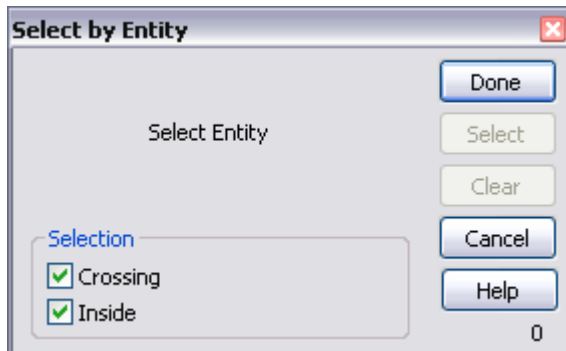 Select by Entity
Done
Select Entity
Select
Clear
Selection
Cancel
Crossing
Help
Inside
0